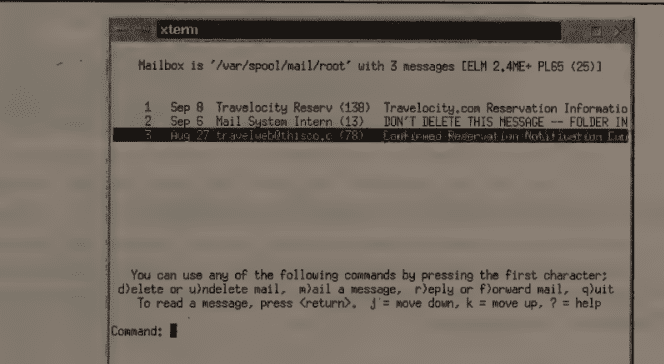 xterm
Mailbox is '/var/spool/mail/root' with 3 messages [ELM 2.4ME+ PL65 (25)]
1 Sep 8 Travelocity Reserv (138) Travelocity.com Reservation Informatio
2 Sep 6 Mail System Intern (13) DON'T DELETE THIS MESSAGE -- FOLDER IN
3 Aug 27 travelweb@thisco.c (78) Confirmed Reservation Notification
You can use any of the following commands by pressing the first character;
d)elete or u)ndelete mail, m)ail a message, r)eply or f)orward mail, q)uit
To read a message, press <return>. j = move down, k = move up, ? = help
Command: